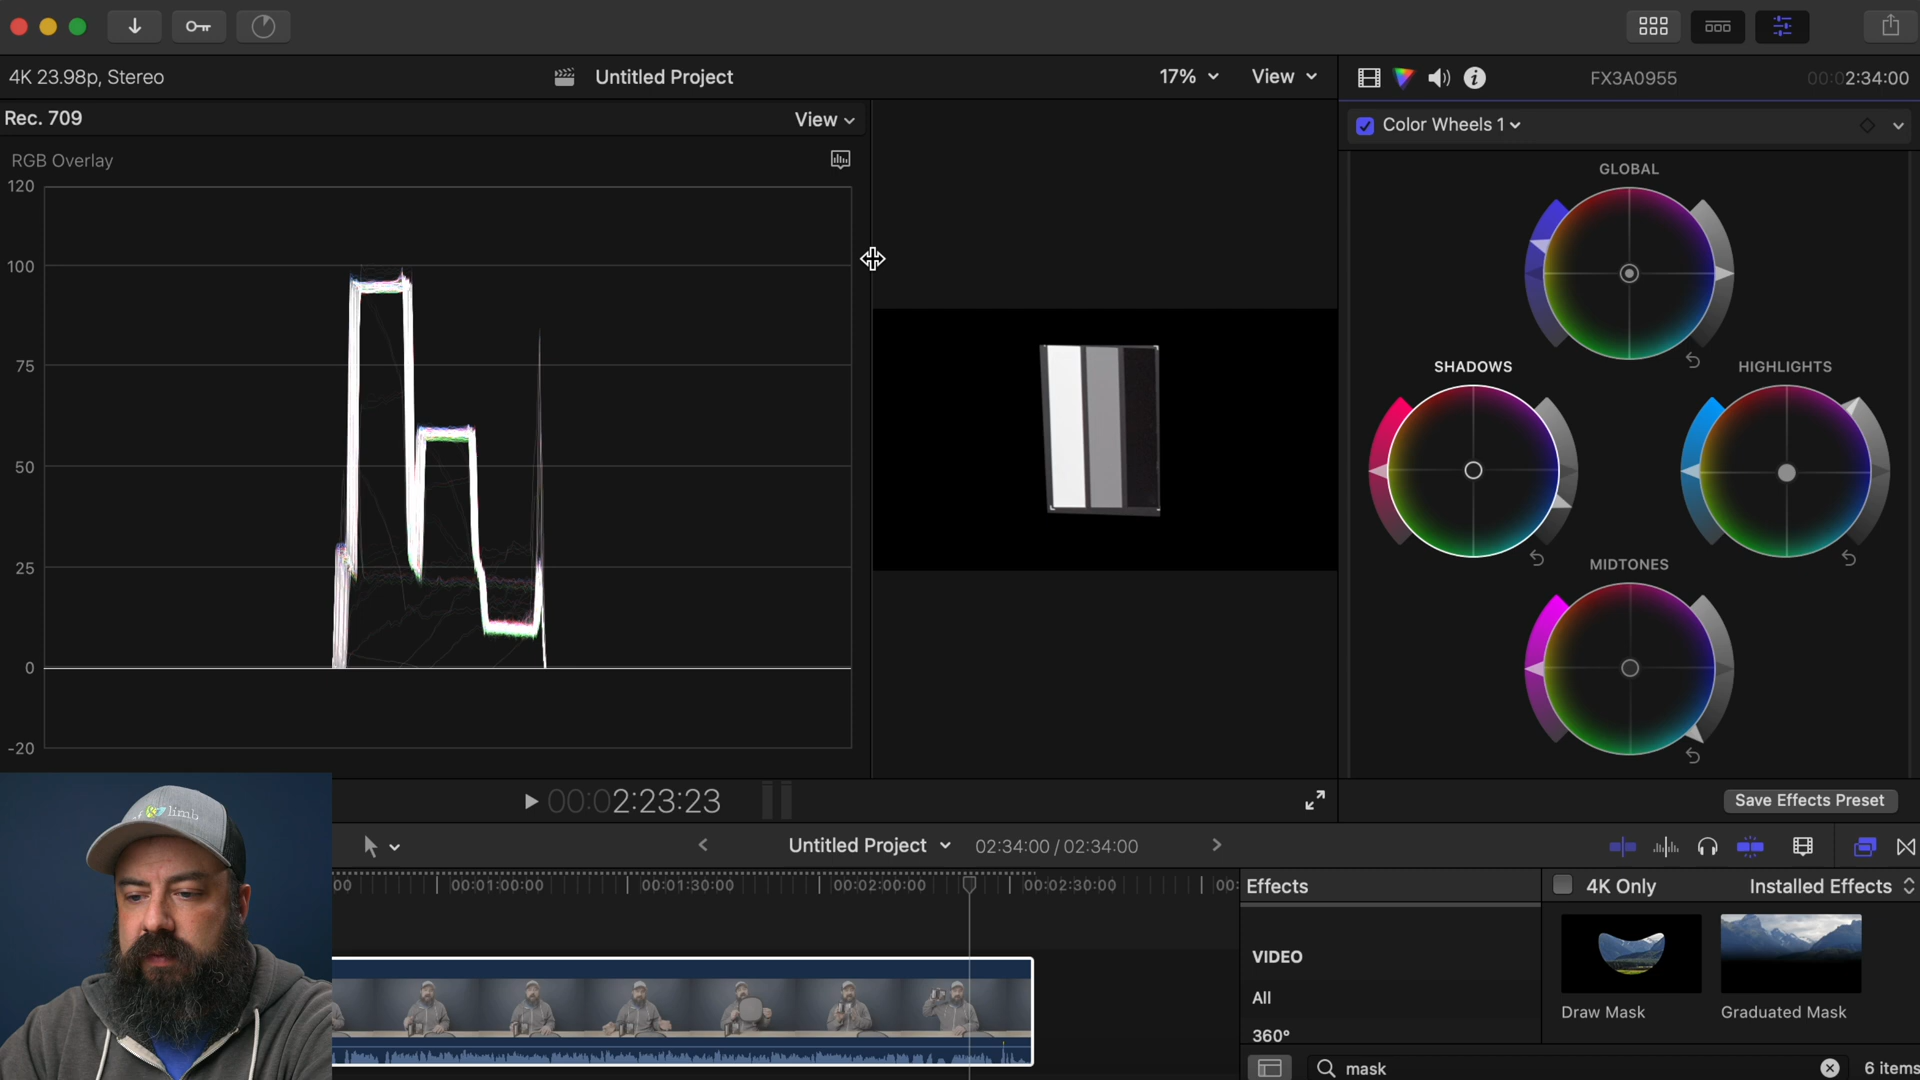 4K 23.98p, Stereo
Untitled Project
17%
View
FX3A0955
00:02:34:00
Rec. 709
View
Color Wheels 1
RGB Overlay
120
100
75
50
25
0
-20
GLOBAL
SHADOWS
HIGHLIGHTS
MIDTONES
00:02:23:23
Save Effects Preset
limb
Untitled Project
02:34:00 / 02:34:00
00
00:01:00:00
00:01:30:00
00:02:00:00
00:02:30:00
00:
Effects
4K Only
Installed Effects
VIDEO
All
360°
Draw Mask
Graduated Mask
mask
6 items